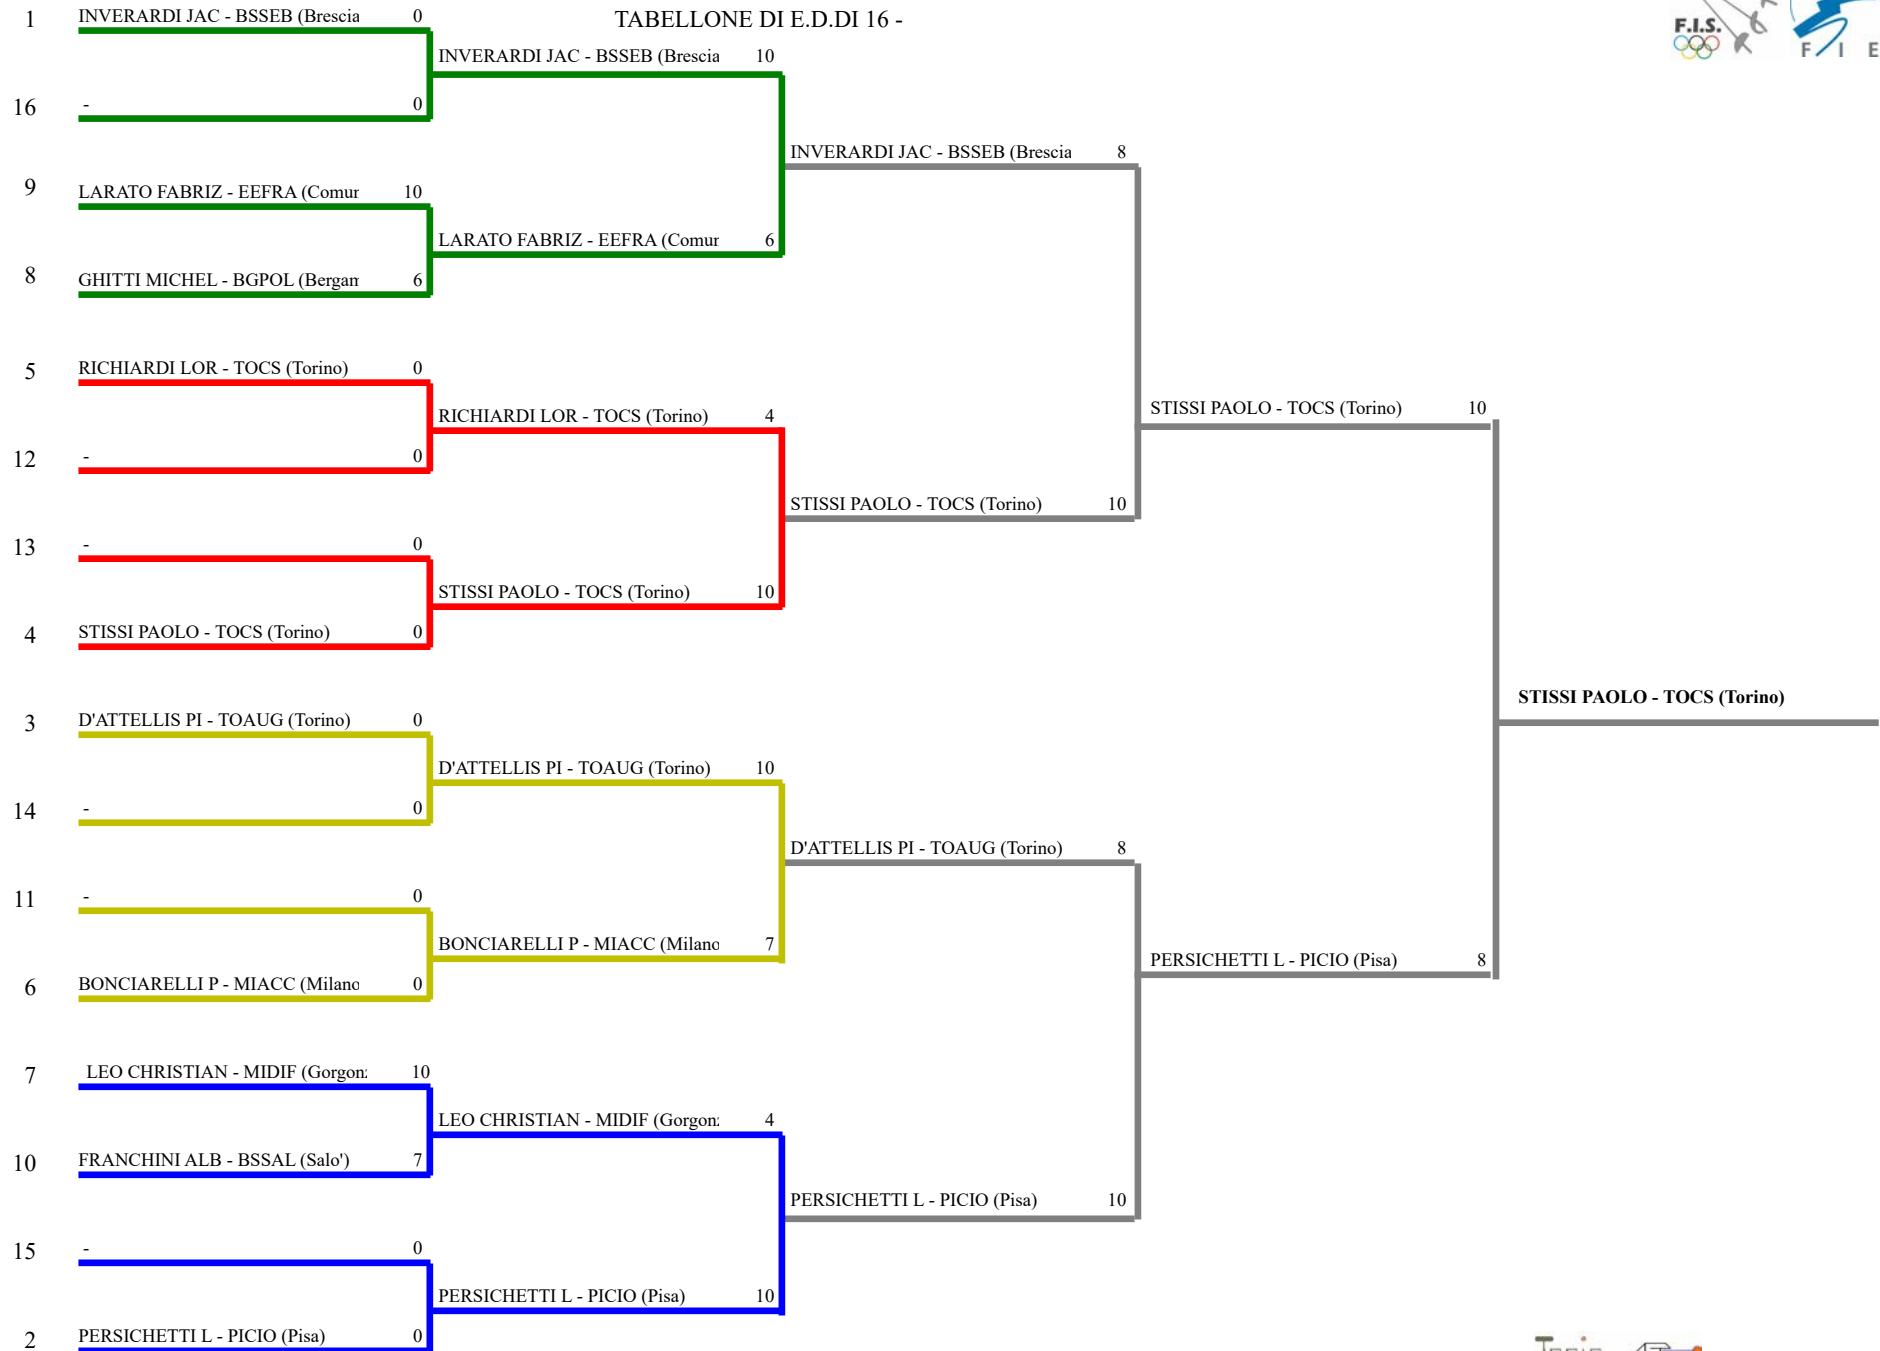 1 INVERARDI JAC - BSSEB (Brescia 0
TABELLONE DI E.D.DI 16 -
F.I.S.
F I E
INVERARDI JAC - BSSEB (Brescia 10
16 - 0
INVERARDI JAC - BSSEB (Brescia 8
9 LARATO FABRIZ - EEFRA (Comur 10
LARATO FABRIZ - EEFRA (Comur 6
8 GHITTI MICHEL - BGPOL (Bergam 6
5 RICHIARDI LOR - TOCS (Torino) 0
RICHIARDI LOR - TOCS (Torino) 4
STISSI PAOLO - TOCS (Torino) 10
12 - 0
STISSI PAOLO - TOCS (Torino) 10
13 - 0
STISSI PAOLO - TOCS (Torino) 10
4 STISSI PAOLO - TOCS (Torino) 0
STISSI PAOLO - TOCS (Torino)
3 D'ATTELLIS PI - TOAUG (Torino) 0
D'ATTELLIS PI - TOAUG (Torino) 10
14 - 0
D'ATTELLIS PI - TOAUG (Torino) 8
11 - 0
BONCIARELLI P - MIACC (Milano 7
PERSICHETTI L - PICIO (Pisa) 8
6 BONCIARELLI P - MIACC (Milano 0
7 LEO CHRISTIAN - MIDIF (Gorgonz 10
LEO CHRISTIAN - MIDIF (Gorgonz 4
10 FRANCHINI ALB - BSSAL (Salo') 7
PERSICHETTI L - PICIO (Pisa) 10
15 - 0
PERSICHETTI L - PICIO (Pisa) 10
2 PERSICHETTI L - PICIO (Pisa) 0